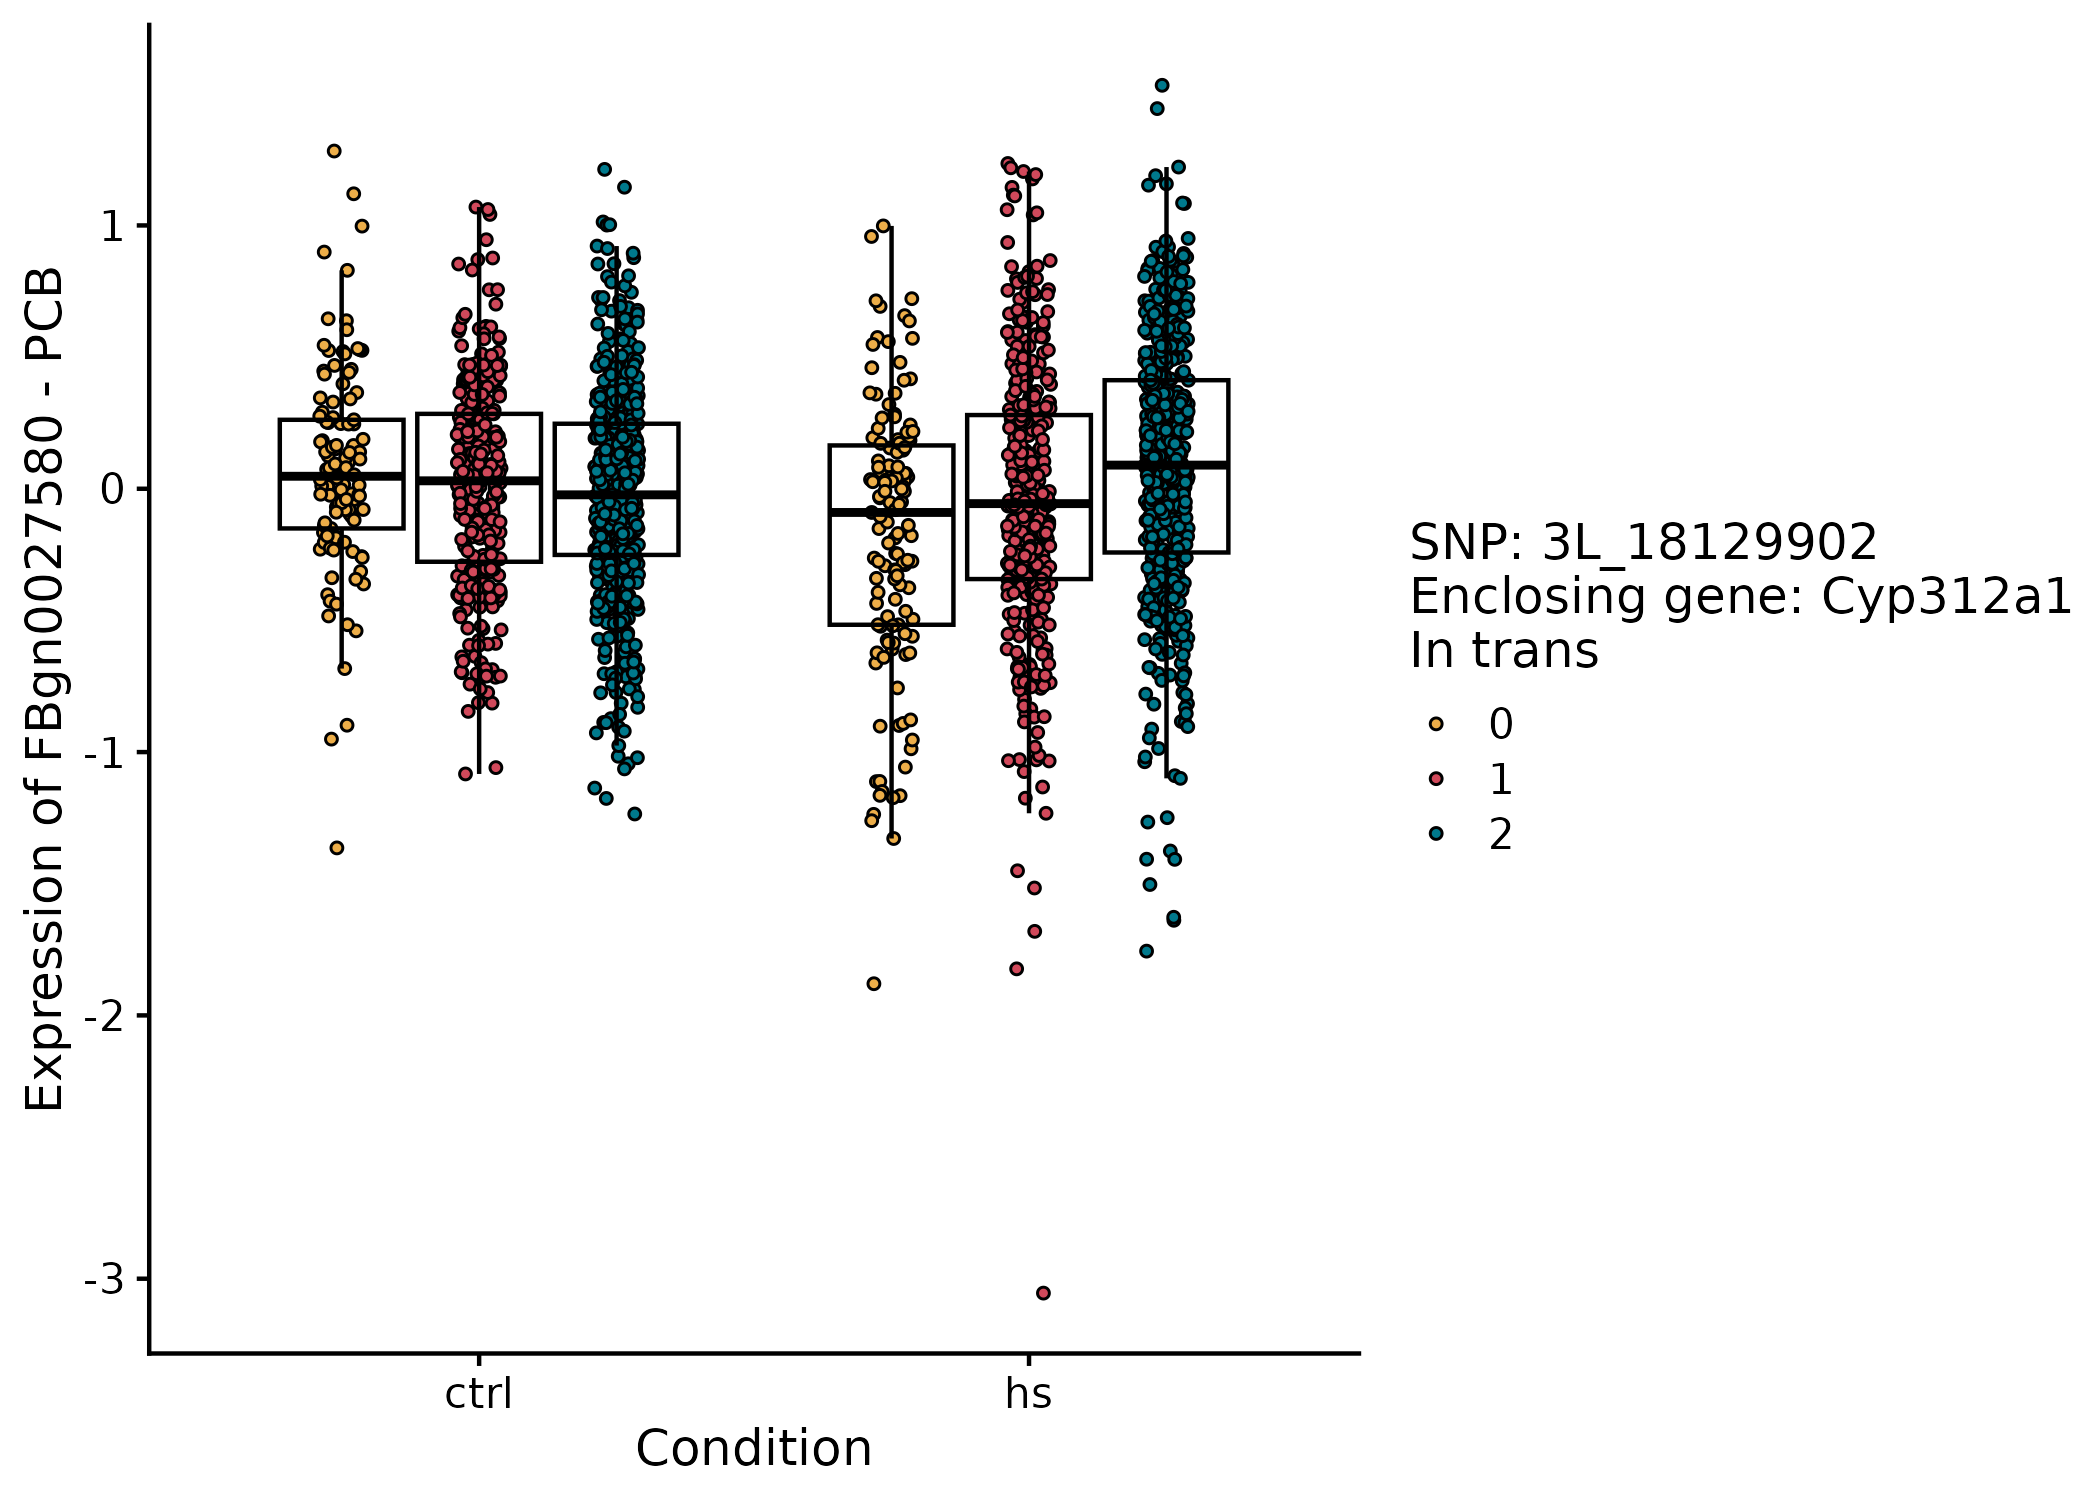 Expression of FBgn0027580 - PCB
1
0
-1
-2
-3
ctrl
hs
Condition
SNP: 3L_18129902
Enclosing gene: Cyp312a1
In trans
0
1
2